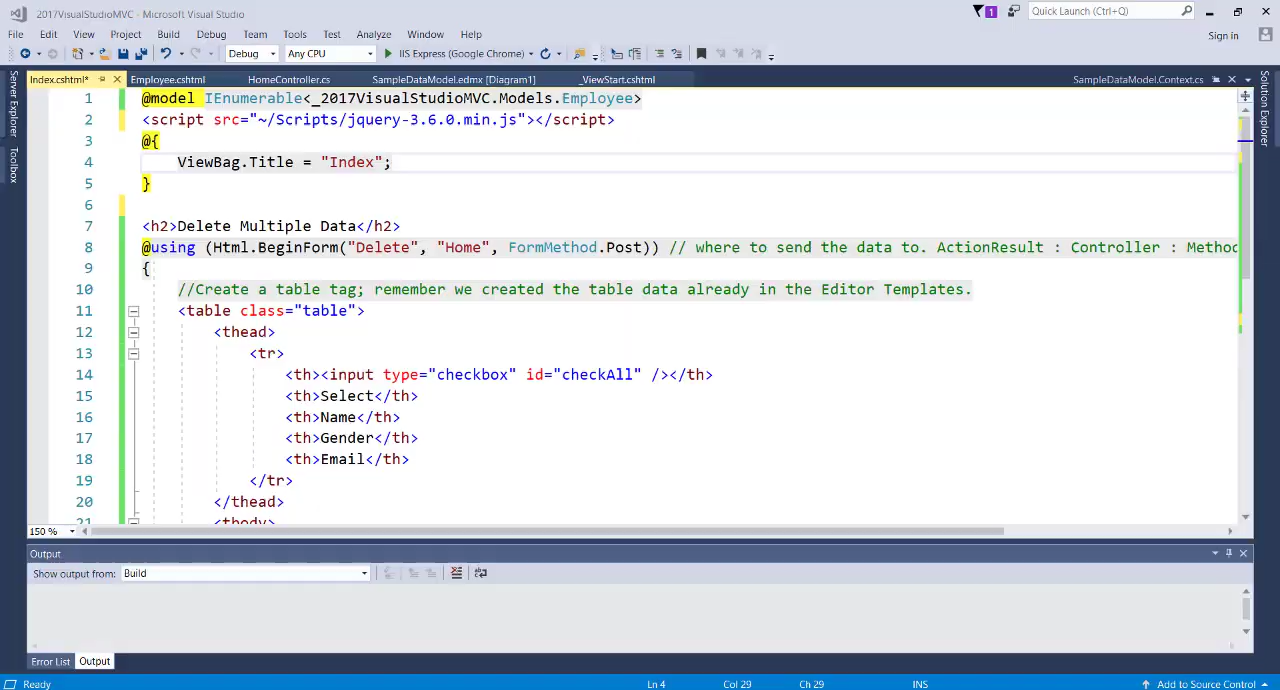 2017VisualStudioMVC - Microsoft Visual Studio
1
Quick Launch (Ctrl+Q)
File Edit View Project Build Debug Team Tools Test Analyze Window Help
Sign in
Debug Any CPU IIS Express (Google Chrome)
Server Explorer
Toolbox
Solution Explorer
Index.cshtml* Employee.cshtml HomeController.cs SampleDataModel.edmx [Diagram1] _ViewStart.cshtml SampleDataModel.Context.cs
1 @model IEnumerable<_2017VisualStudioMVC.Models.Employee>
2 <script src="~/Scripts/jquery-3.6.0.min.js"></script>
3 @{
4 ViewBag.Title = "Index";
5 }
6
7 <h2>Delete Multiple Data</h2>
8 @using (Html.BeginForm("Delete", "Home", FormMethod.Post)) // where to send the data to. ActionResult : Controller : Metho
9 {
10 //Create a table tag; remember we created the table data already in the Editor Templates.
11 <table class="table">
12 <thead>
13 <tr>
14 <th><input type="checkbox" id="checkAll" /></th>
15 <th>Select</th>
16 <th>Name</th>
17 <th>Gender</th>
18 <th>Email</th>
19 </tr>
20 </thead>
21 <tbody>
150 %
Output
Show output from: Build
Error List Output
Ready Ln 4 Col 29 Ch 29 INS Add to Source Control